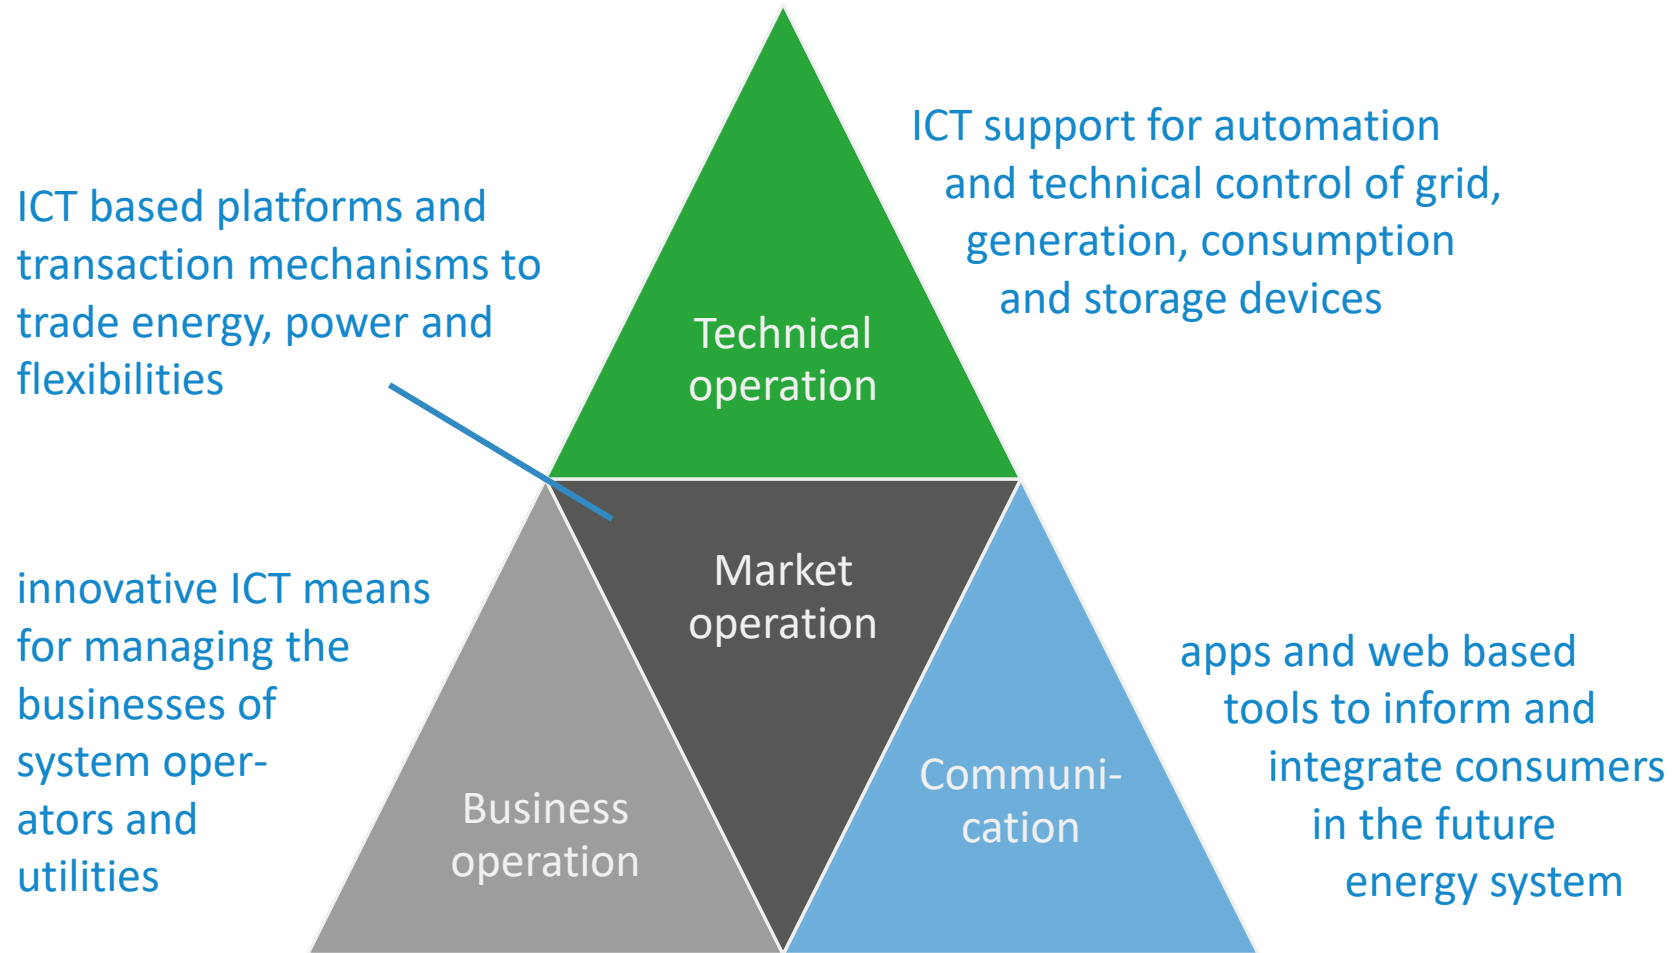 ICT support for automation
and technical control of grid,
generation, consumption
and storage devices
ICT based platforms and
transaction mechanisms to
trade energy, power and
flexibilities
Technical
operation
Market
operation
innovative ICT means
for managing the
businesses of
system oper-
ators and
utilities
Business
operation
Communi-
cation
apps and web based
tools to inform and
integrate consumers
in the future
energy system